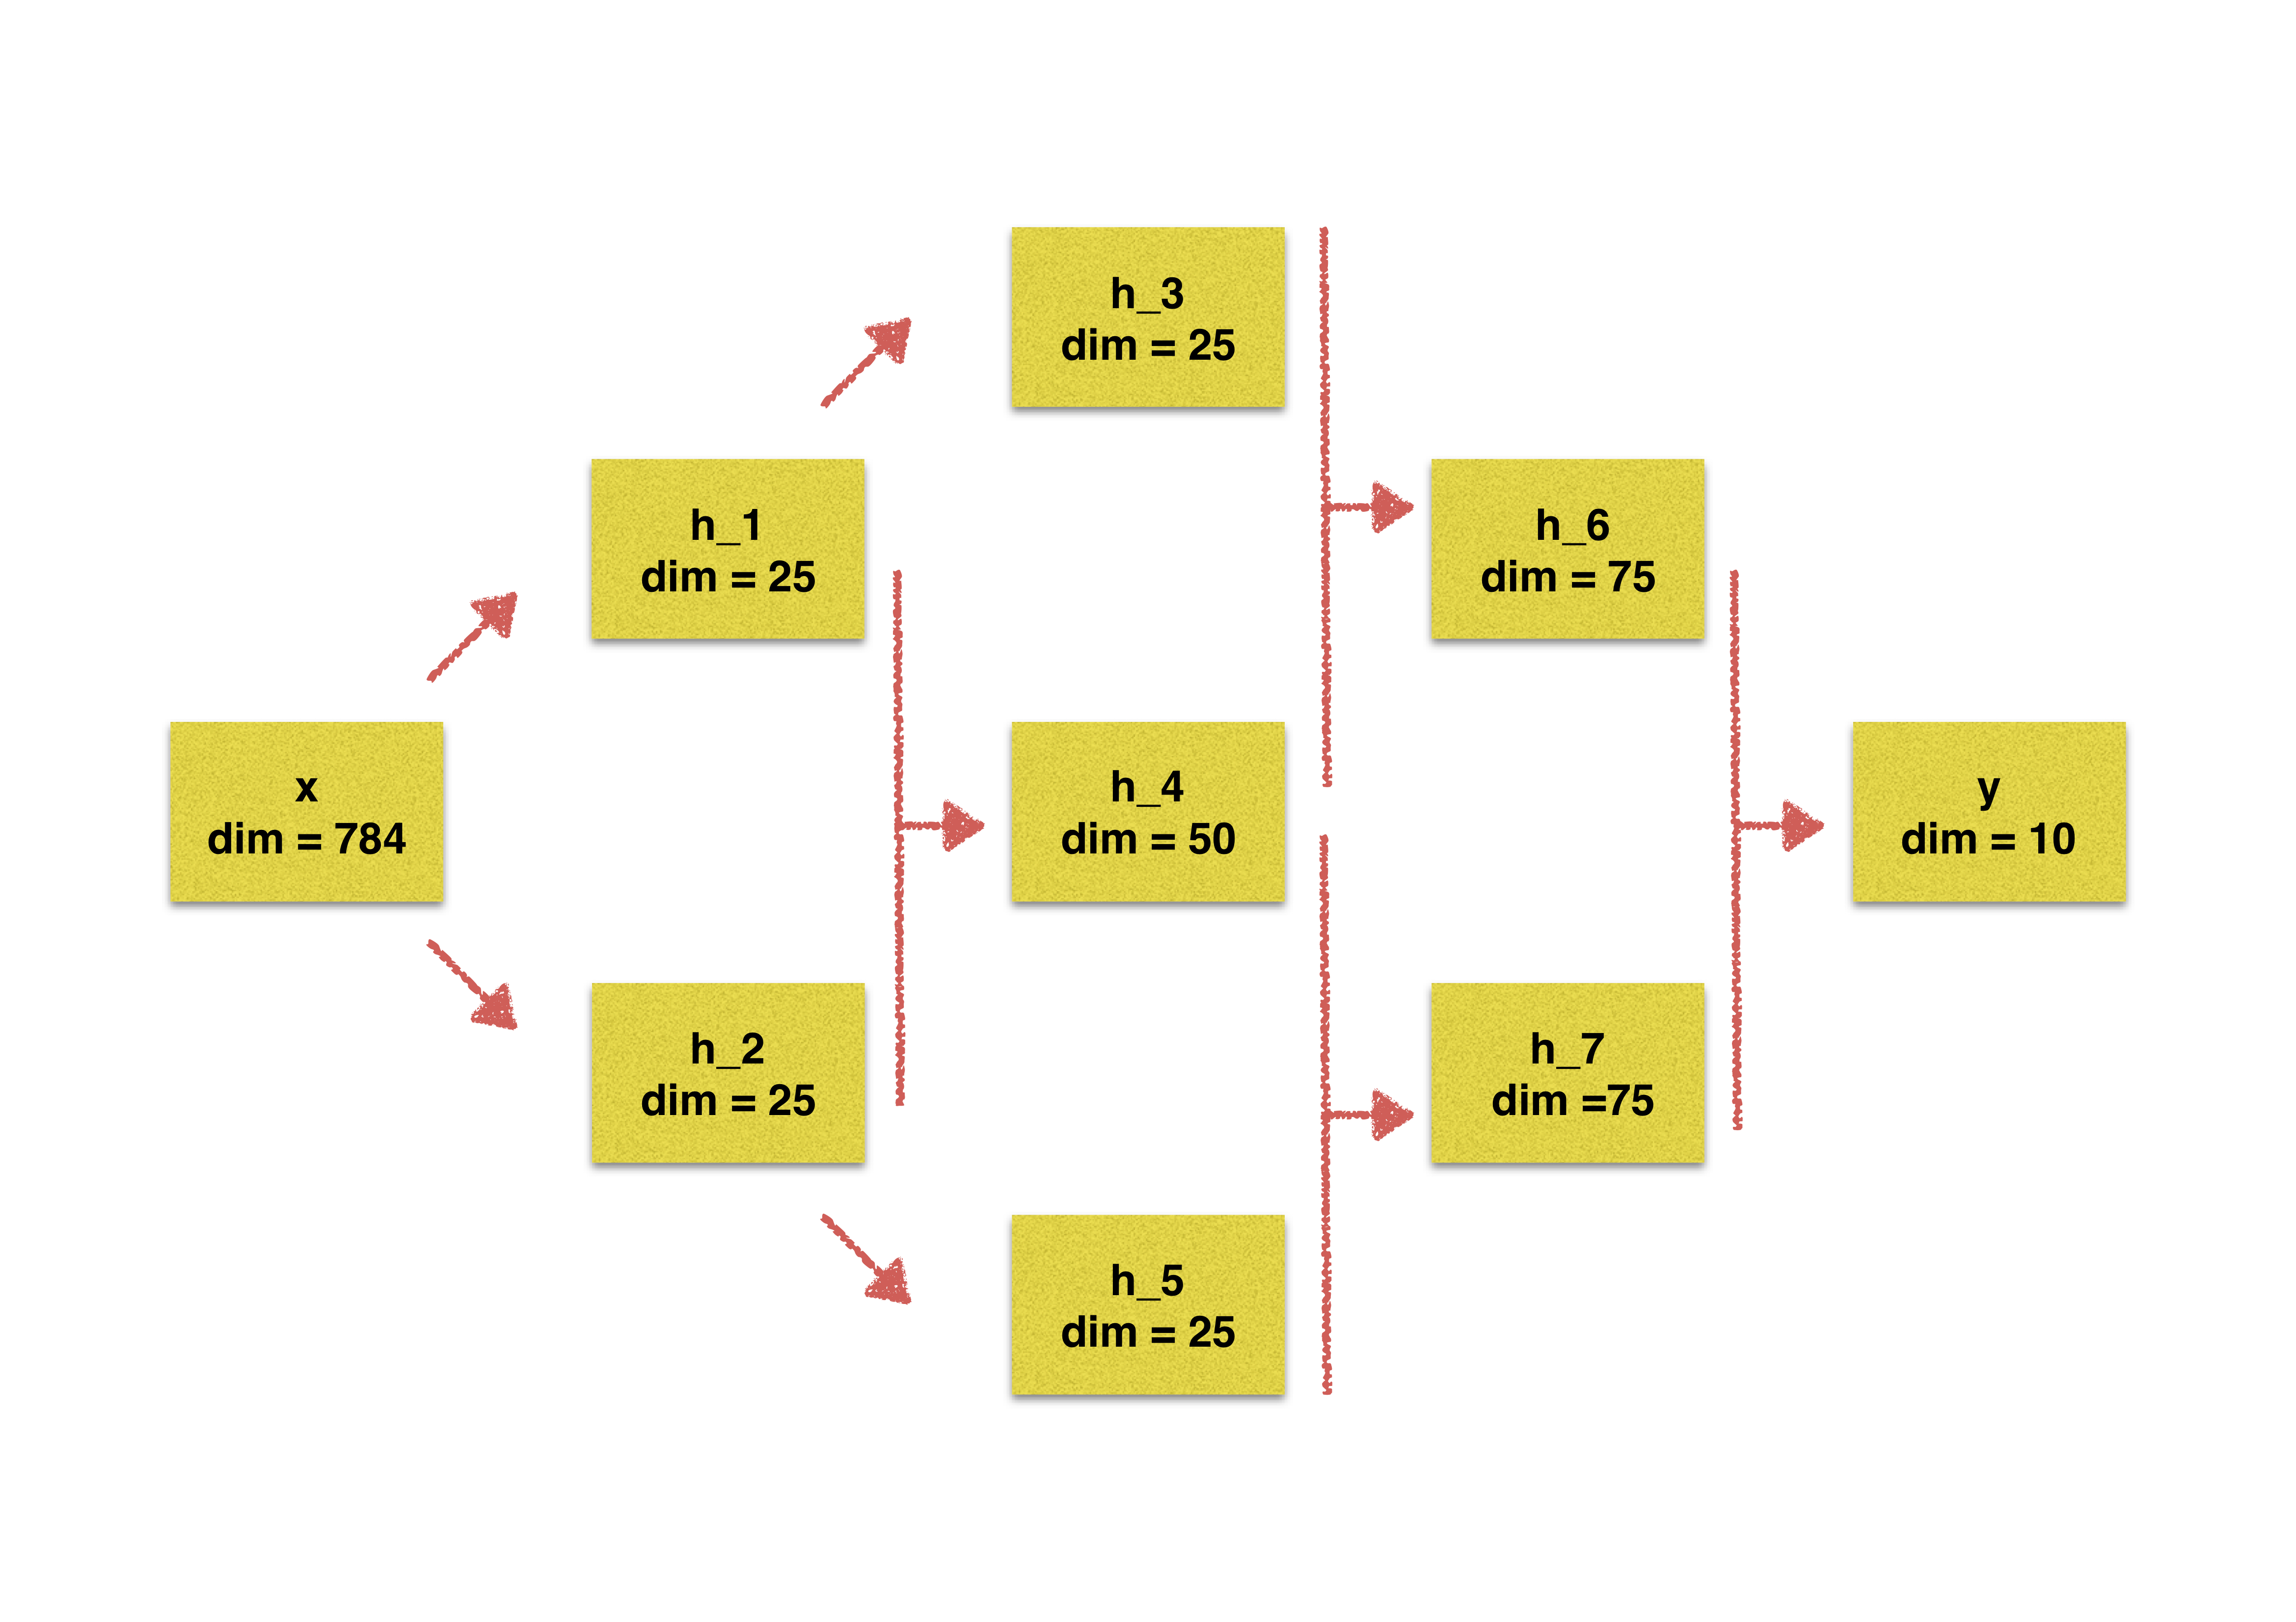 x
dim = 784
h_1
dim = 25
h_2
dim = 25
h_3
dim = 25
h_4
dim = 50
h_5
dim = 25
h_6
dim = 75
h_7
dim =75
y
dim = 10